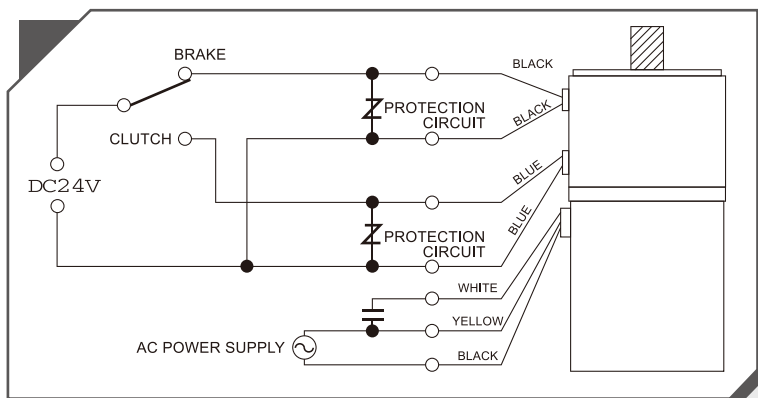 BRAKE
BLACK
PROTECTION
CIRCUIT
BLACK
CLUTCH
BLUE
DC24V
BLUE
PROTECTION
CIRCUIT
WHITE
YELLOW
AC POWER SUPPLY
BLACK